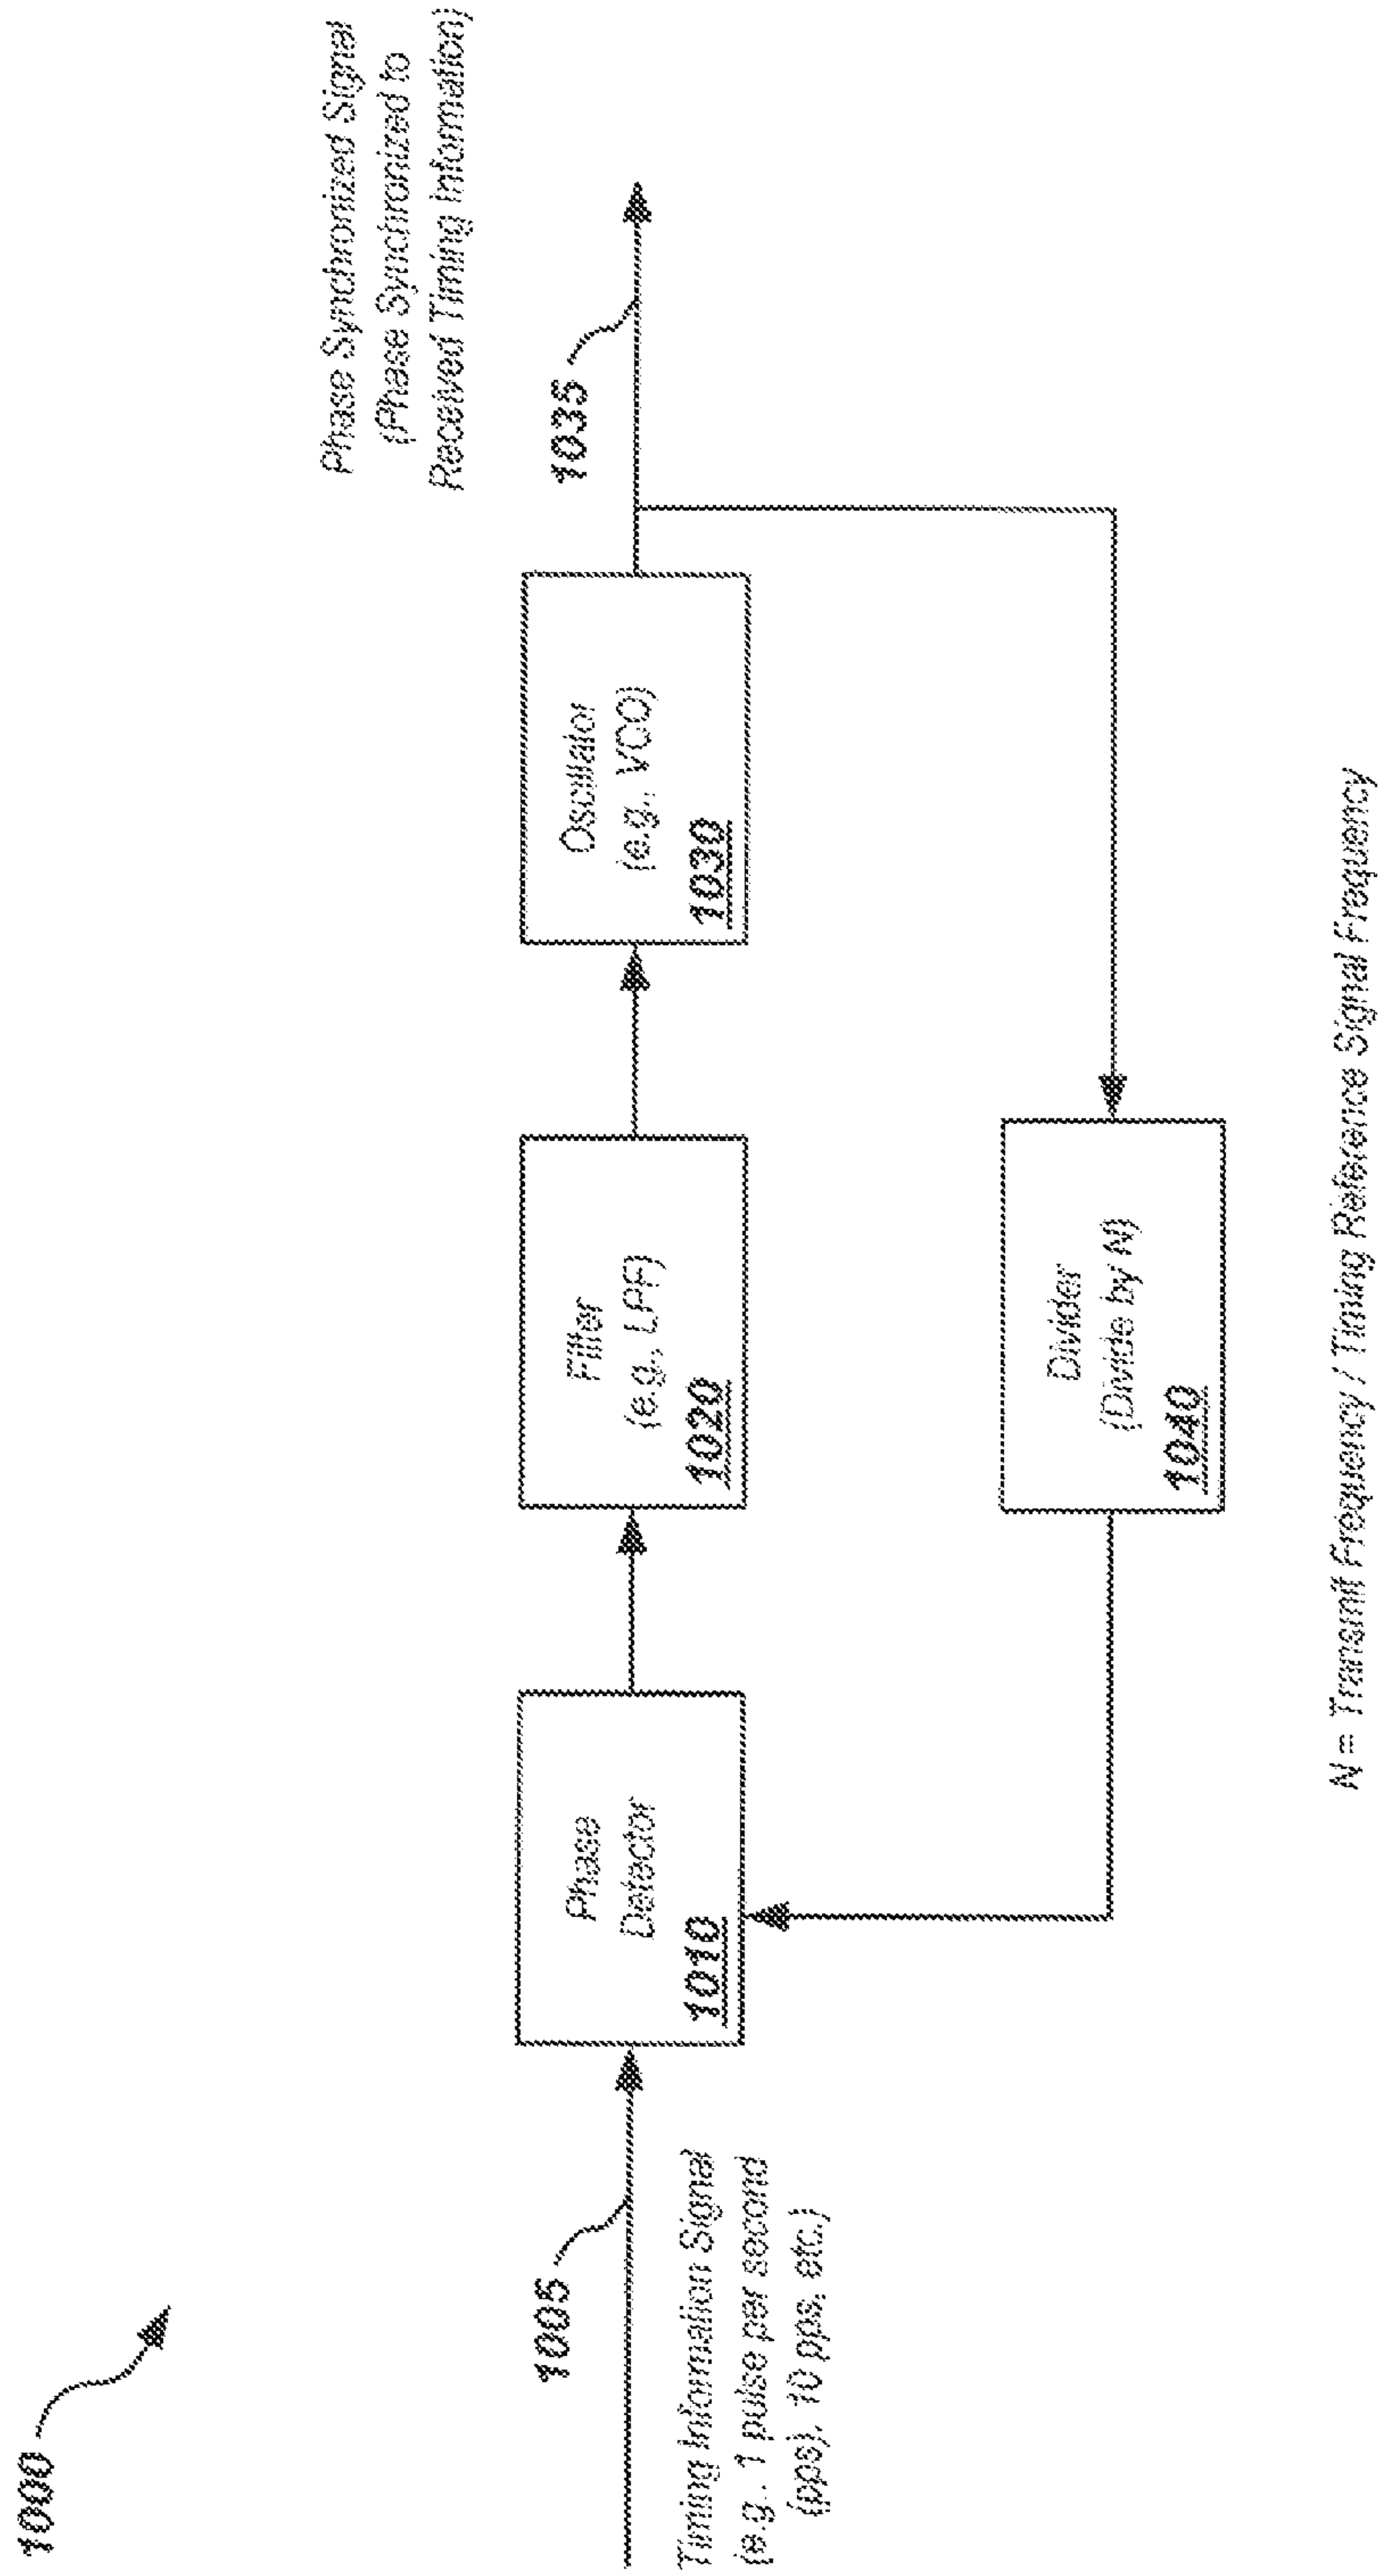 1000
Phase Synchronized Signal
(Phase Synchronized to
Received Timing Information)
1005
Timing Information Signal
(e.g., 1 pulse per second
(pps), 10 pps, etc.)
Phase
Detector
1010
Filter
(e.g., LPF)
1020
Oscillator
(e.g., VCO)
1030
1035
Divider
(Divide by N)
1040
N = Transmit Frequency / Timing Reference Signal Frequency